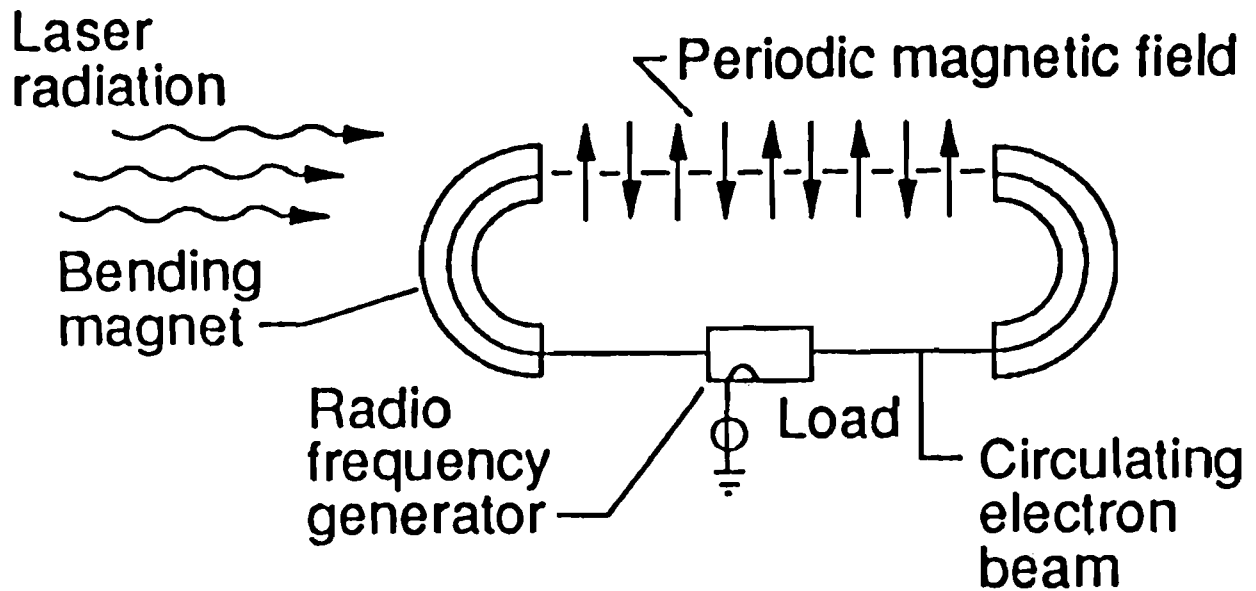 Laser
radiation
Periodic magnetic field
Bending
magnet
Radio
frequency
generator
Load
Circulating
electron
beam